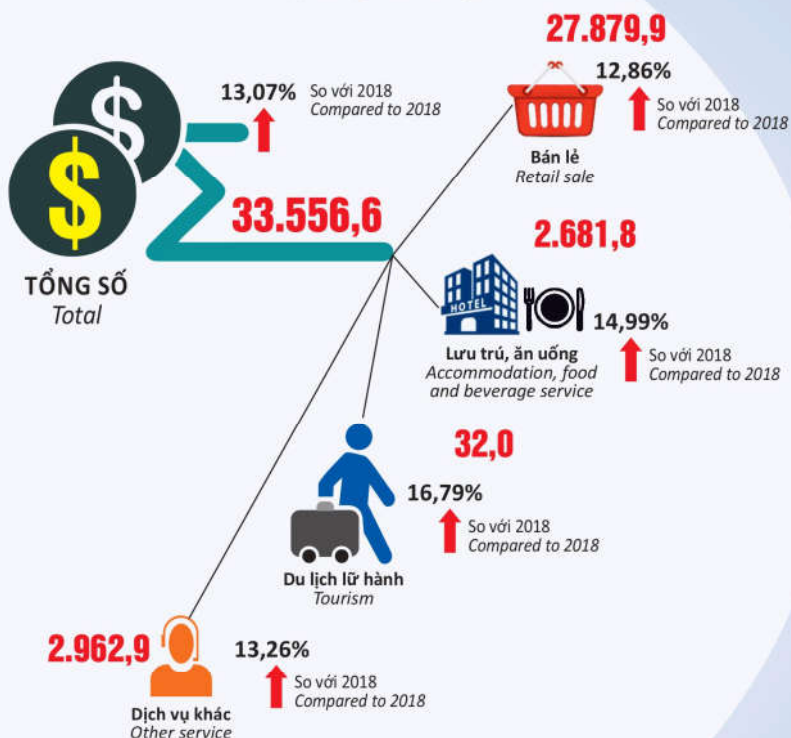 27.879,9
12,86%
So với 2018
Compared to 2018
Bán lẻ
Retail sale
13,07%
So với 2018
Compared to 2018
$
$
33.556,6
TỔNG SỐ
Total
2.681,8
HOTEL
14,99%
So với 2018
Compared to 2018
Lưu trú, ăn uống
Accommodation, food
and beverage service
32,0
16,79%
So với 2018
Compared to 2018
Du lịch lữ hành
Tourism
2.962,9
13,26%
So với 2018
Compared to 2018
Dịch vụ khác
Other service